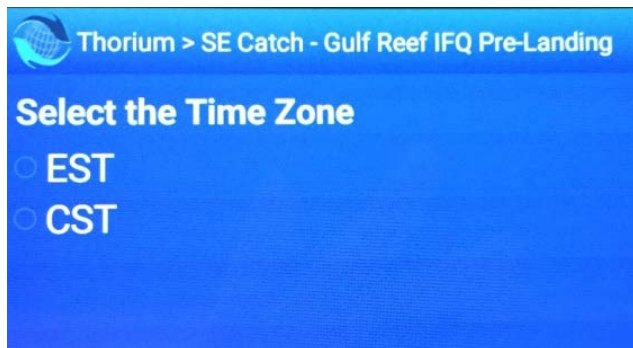 Thorium > SE Catch - Gulf Reef IFQ Pre-Landing
Select the Time Zone
EST
CST